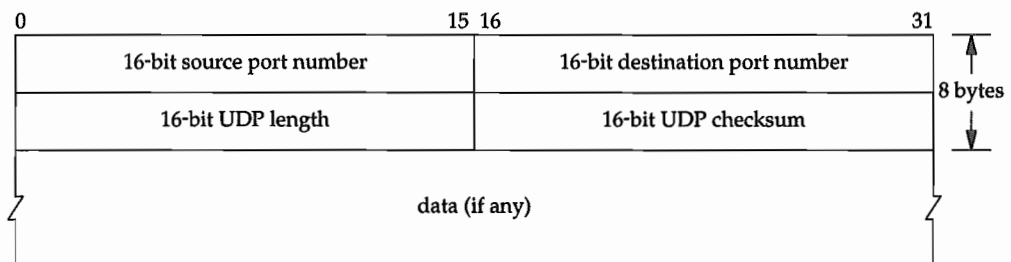 0 15 16 31
16-bit source port number 16-bit destination port number
8 bytes
16-bit UDP length 16-bit UDP checksum
data (if any)